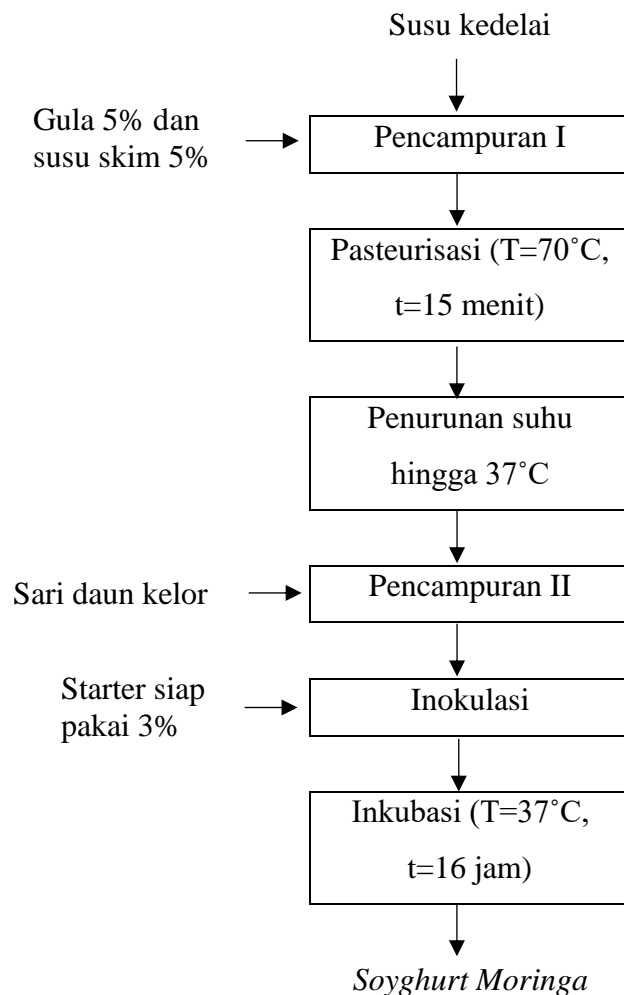 Susu kedelai
Gula 5% dan
susu skim 5%
Pencampuran I
Pasteurisasi (T=70˚C,
t=15 menit)
Penurunan suhu
hingga 37˚C
Sari daun kelor
Pencampuran II
Starter siap
pakai 3%
Inokulasi
Inkubasi (T=37˚C,
t=16 jam)
Soyghurt Moringa